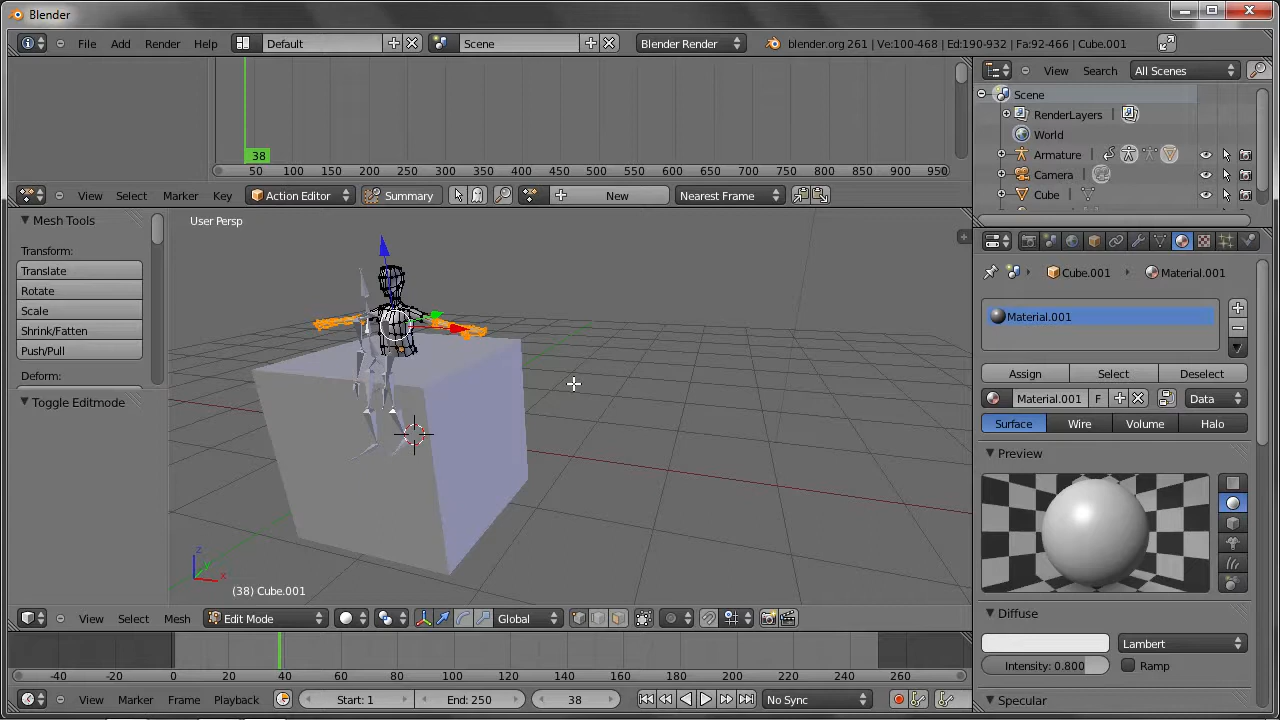 Blender
File Add Render Help Default Scene Blender Render blender.org 261 | Ve:100-468 | Ed:190-932 | Fa:92-466 | Cube.001
View Search All Scenes
Scene
RenderLayers |
World
Armature |
Camera |
Cube |
38
50 100 150 200 250 300 350 400 450 500 550 600 650 700 750 800 850 900 950
View Select Marker Key Action Editor Summary New Nearest Frame
Mesh Tools
Transform:
Translate
Rotate
Scale
Shrink/Fatten
Push/Pull
Deform:
Toggle Editmode
User Persp
z
y
x
(38) Cube.001
View Select Mesh Edit Mode Global
-40 -20 0 20 40 60 80 100 120 140 160 180 200 220 240 260
View Marker Frame Playback Start: 1 End: 250 38 No Sync
Cube.001 Material.001
Material.001
Assign Select Deselect
Material.001 F Data
Surface Wire Volume Halo
Preview
Diffuse
Lambert
Intensity: 0.800 Ramp
Specular